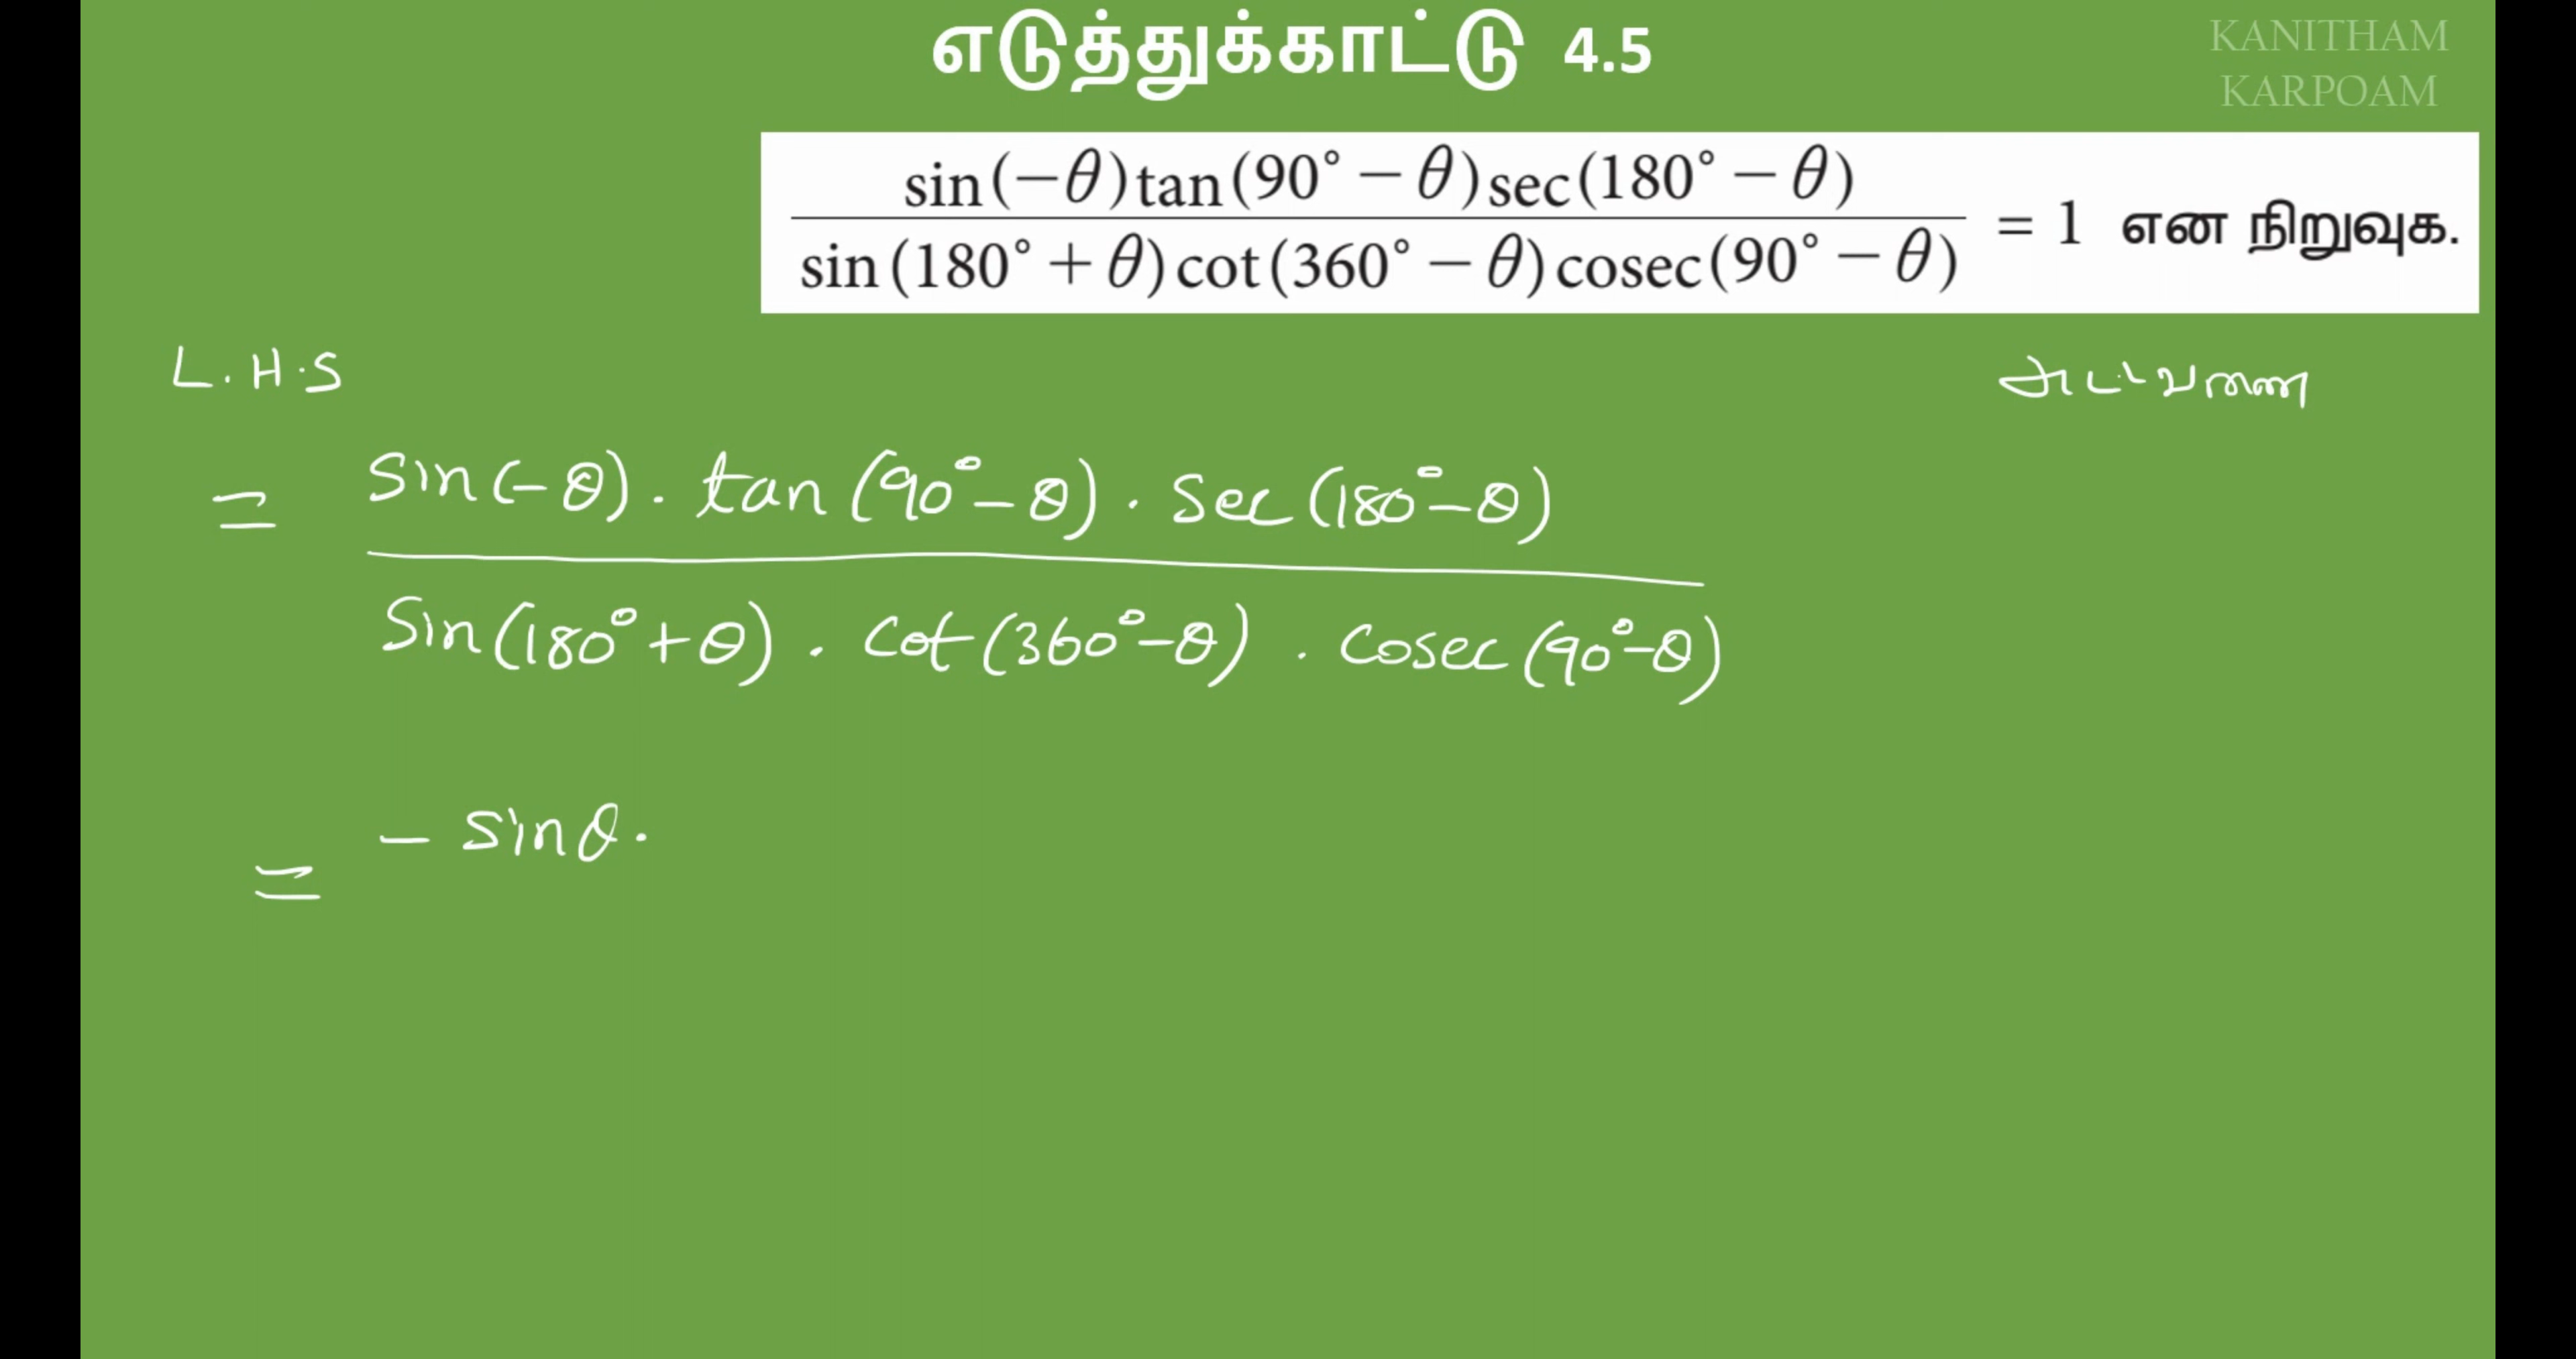 எடுத்துக்காட்டு 4.5
KANITHAM
KARPOAM
sin(−θ)tan(90° − θ)sec(180° − θ)
sin(180° + θ)cot(360° − θ)cosec(90° − θ)
= 1 என நிறுவுக.
L.H.S
அட்டவணை
= sin(-θ) . tan(90°-θ) . sec(180°-θ)
sin(180°+θ) . cot(360°-θ) . cosec(90°-θ)
= - sinθ.